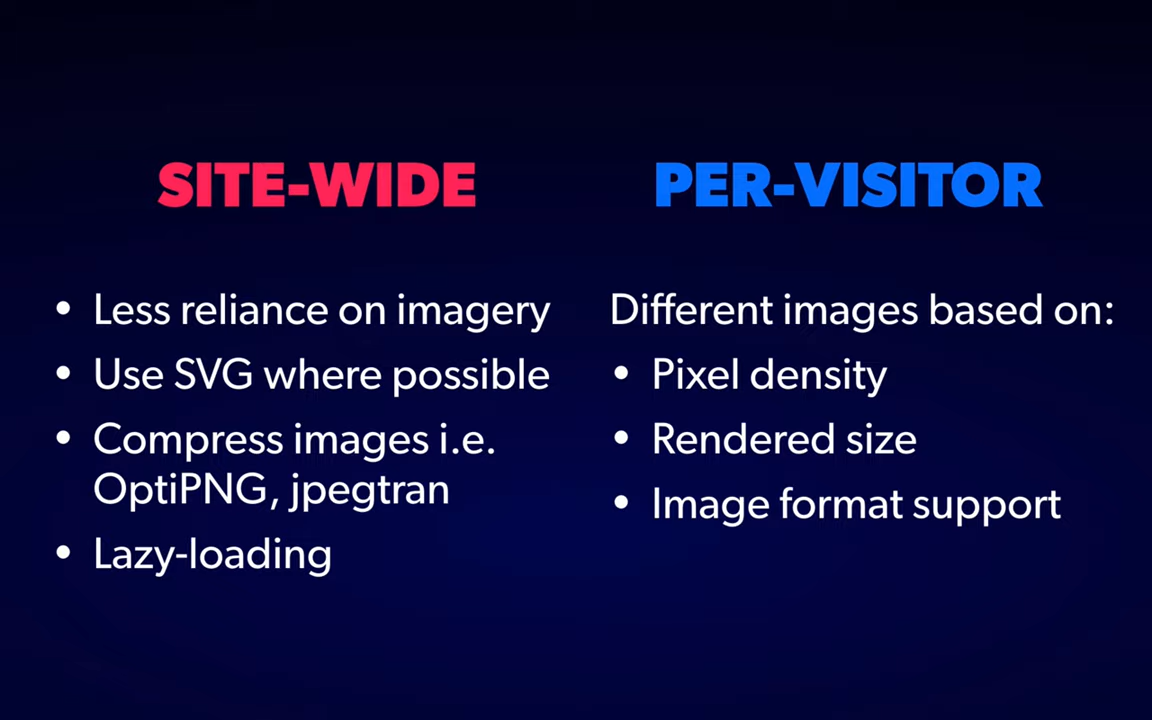 SITE-WIDE
• Less reliance on imagery
• Use SVG where possible
• Compress images i.e.
OptiPNG, jpegtran
• Lazy-loading
PER-VISITOR
Different images based on:
• Pixel density
• Rendered size
• Image format support